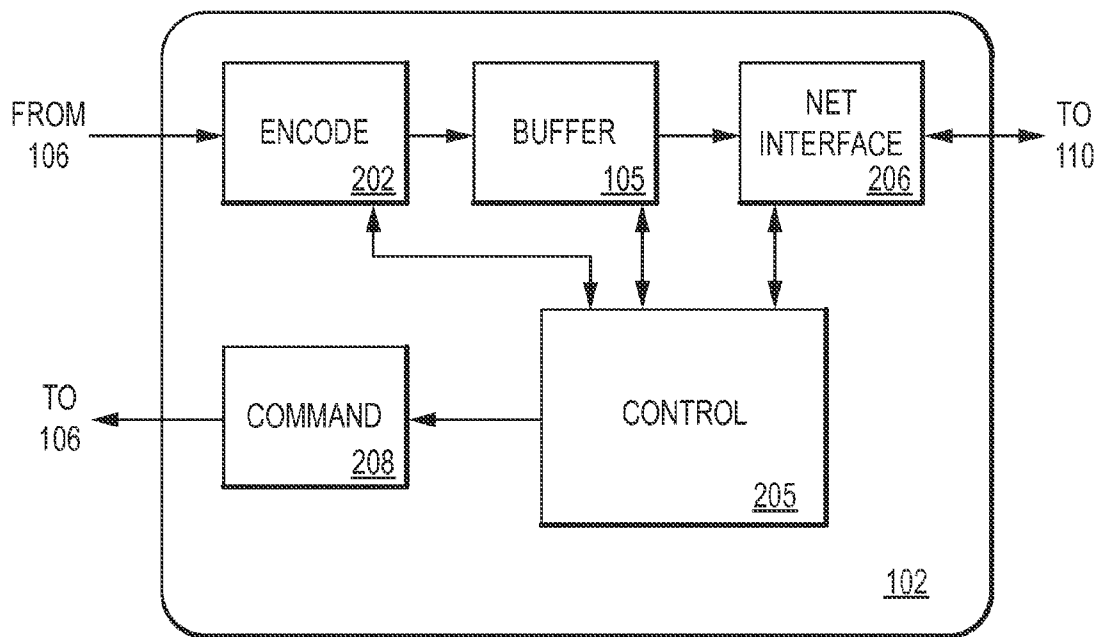 FROM
106
ENCODE
202
BUFFER
105
NET
INTERFACE
206
TO
110
TO
106
COMMAND
208
CONTROL
205
102